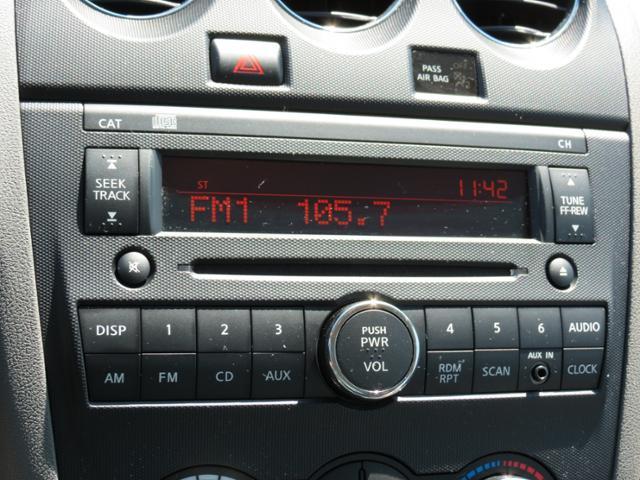 PASS
AIR BAG
CAT
CH
ST 11:42
FM1 105.7
SEEK
TRACK
TUNE
FF-REW
DISP 1 2 3
PUSH
PWR
VOL
4 5 6 AUDIO
AM FM CD AUX
RDM
RPT
SCAN
AUX IN
CLOCK